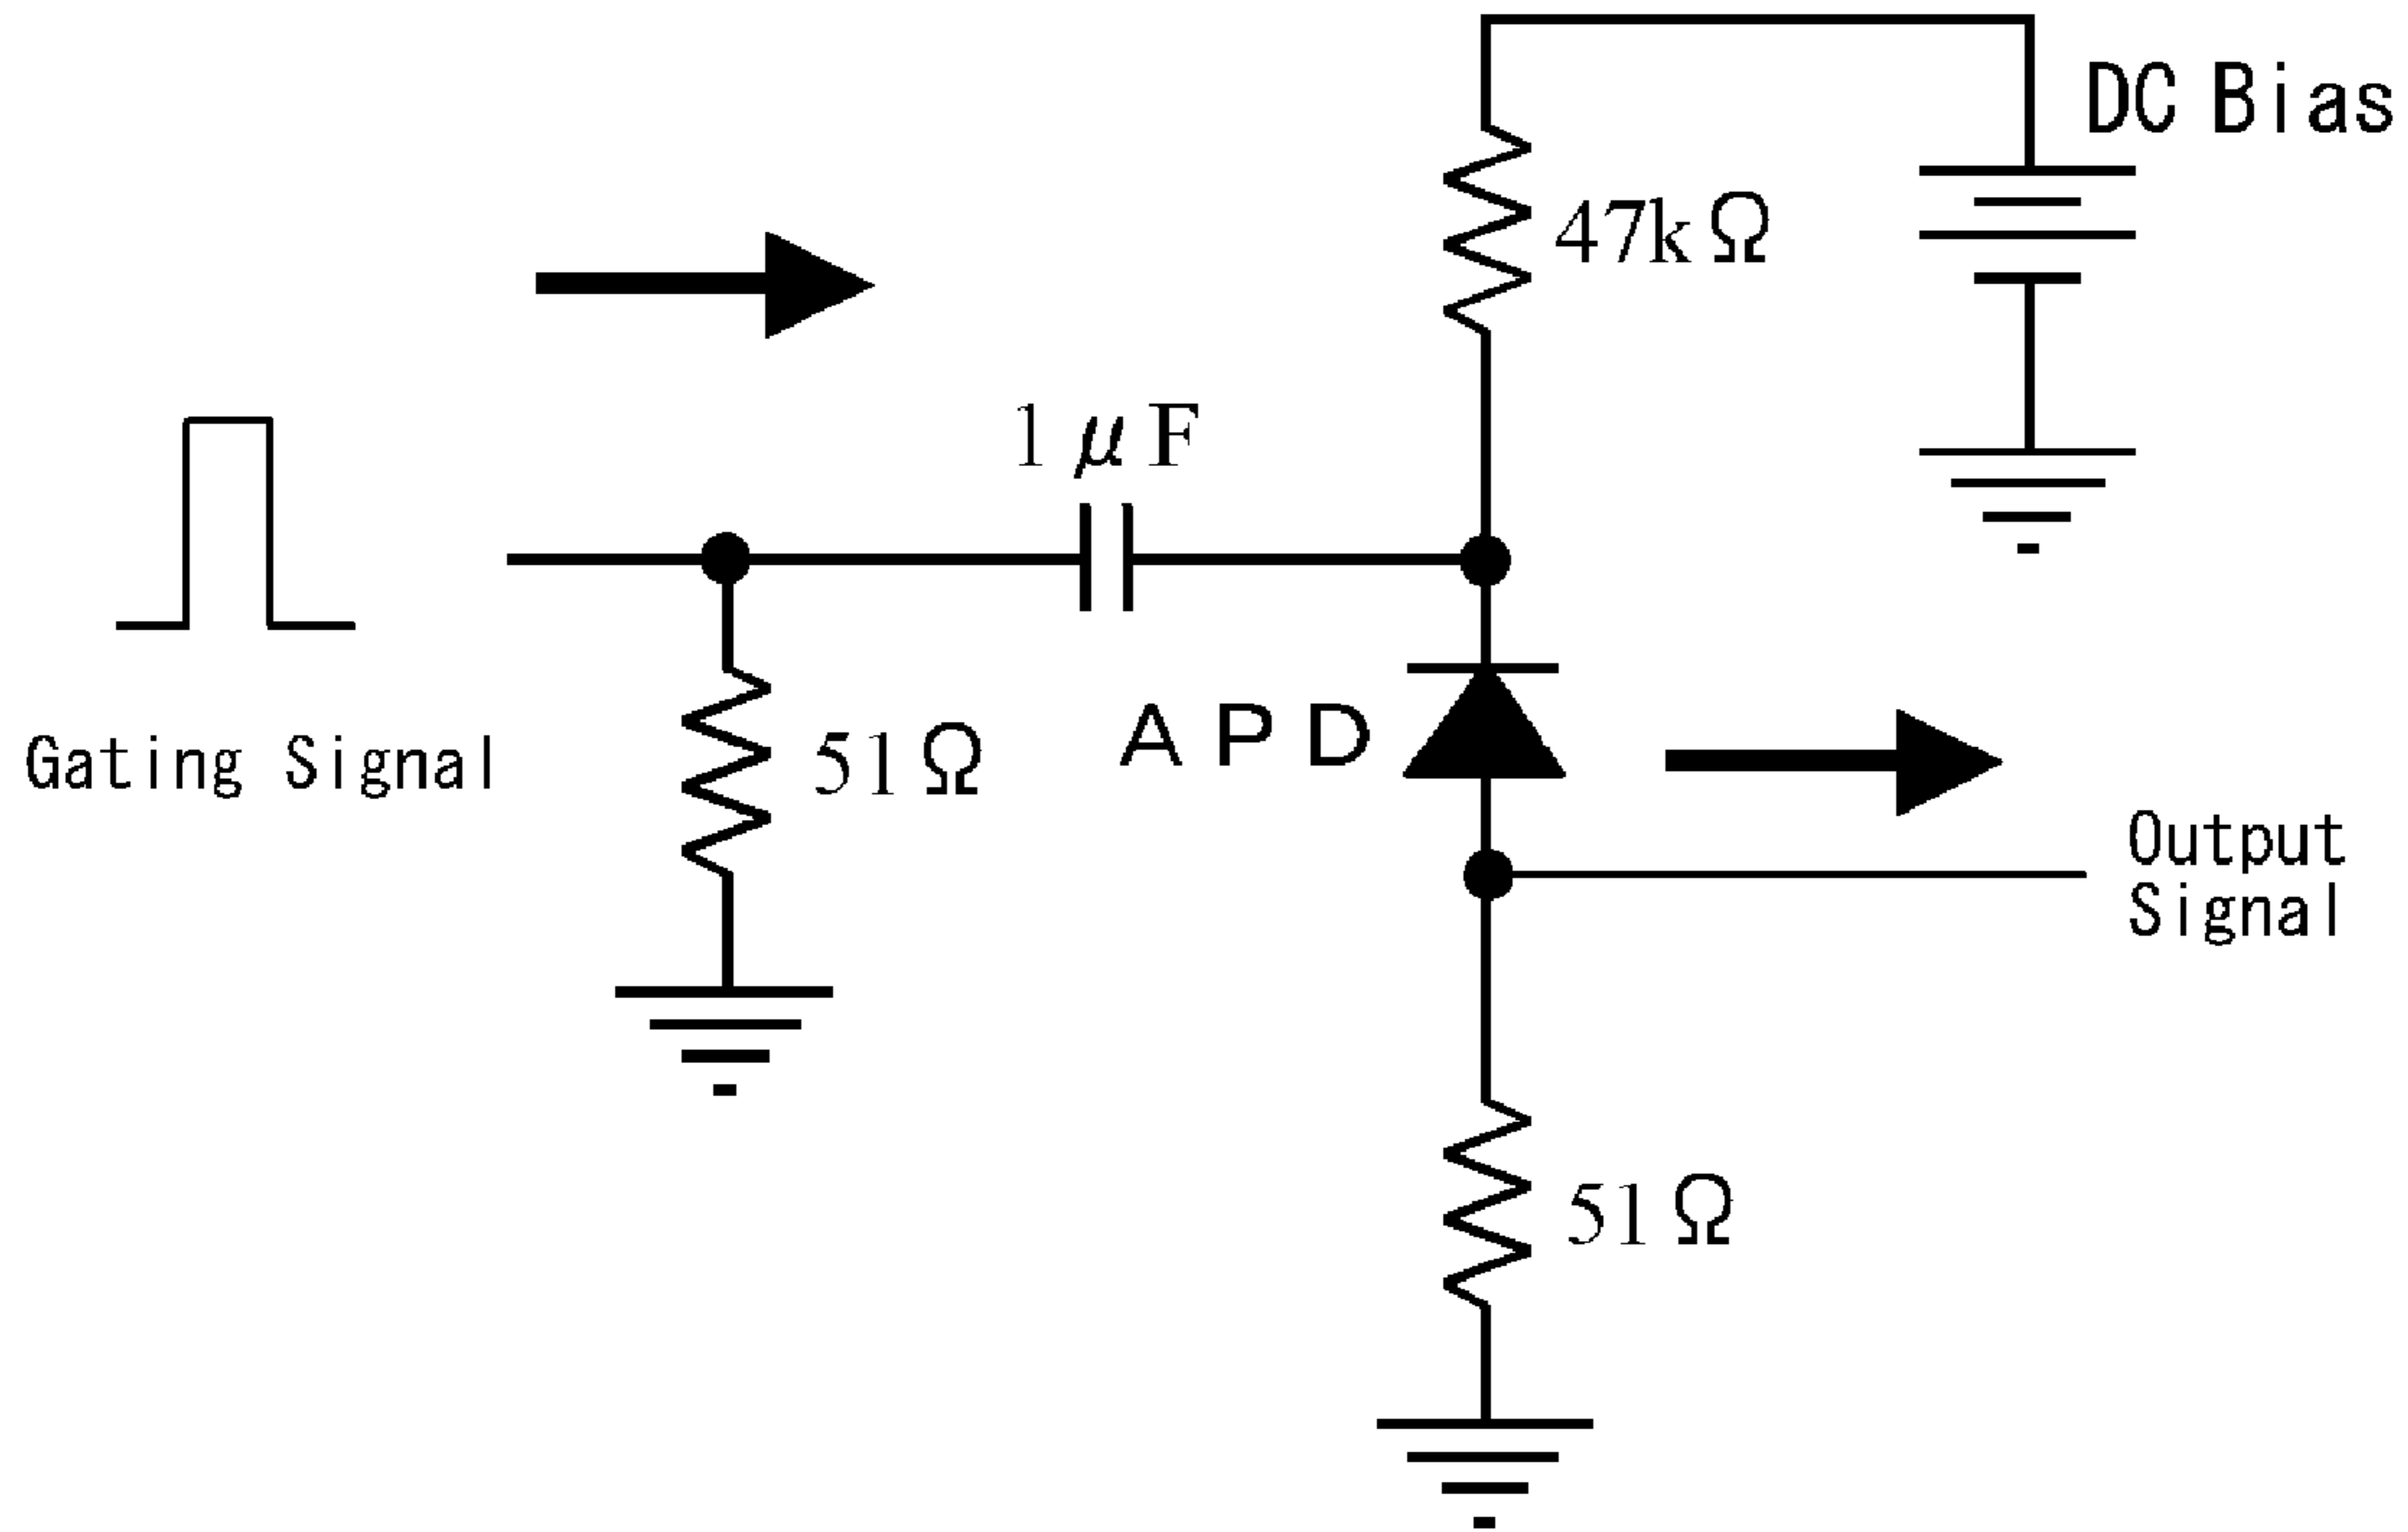 DC Bias
47kΩ
1μF
Gating Signal
51Ω
APD
Output
Signal
51Ω